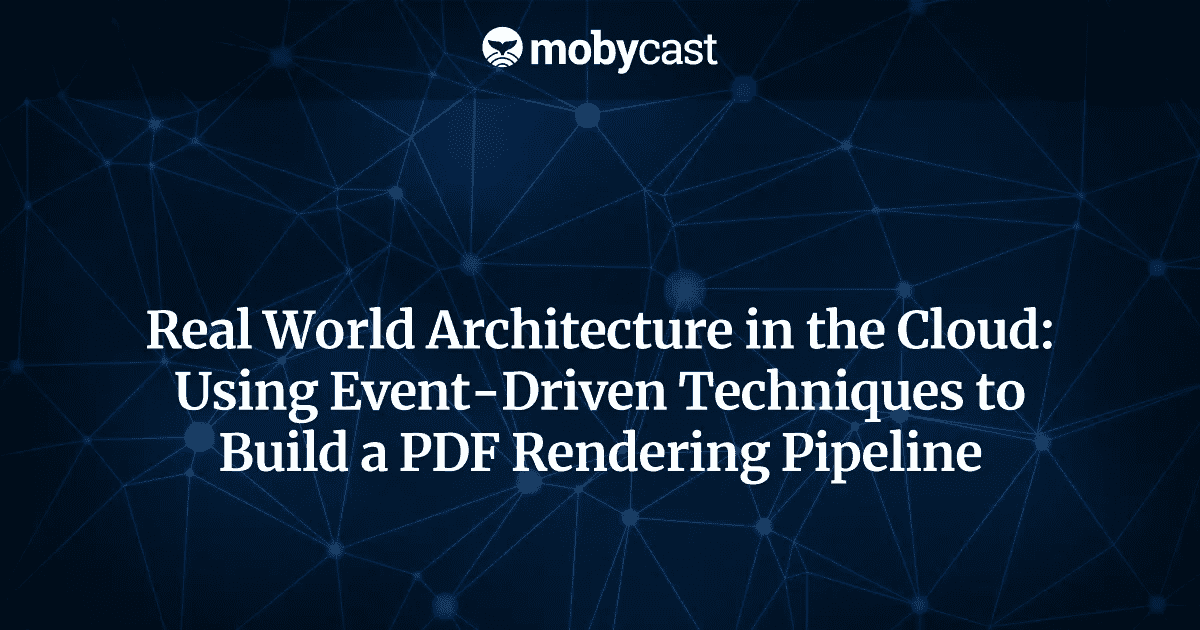 mobycast
Real World Architecture in the Cloud:
Using Event-Driven Techniques to
Build a PDF Rendering Pipeline